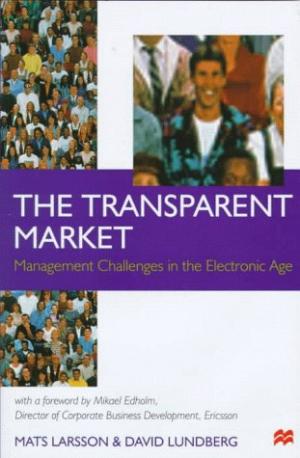 THE TRANSPARENT
MARKET
Management Challenges in the Electronic Age
with a foreword by Mikael Edholm,
Director of Corporate Business Development, Ericsson
MATS LARSSON & DAVID LUNDBERG